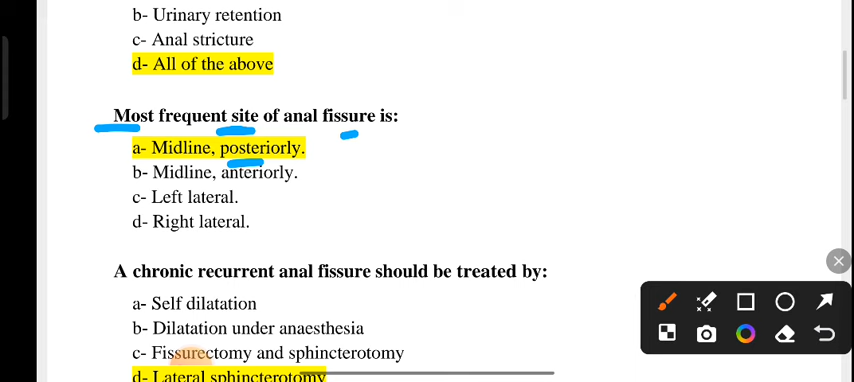 b- Urinary retention
c- Anal stricture
d- All of the above
Most frequent site of anal fissure is:
a- Midline, posteriorly.
b- Midline, anteriorly.
c- Left lateral.
d- Right lateral.
A chronic recurrent anal fissure should be treated by:
a- Self dilatation
b- Dilatation under anaesthesia
c- Fissurectomy and sphincterotomy
d- Lateral sphincterotomy